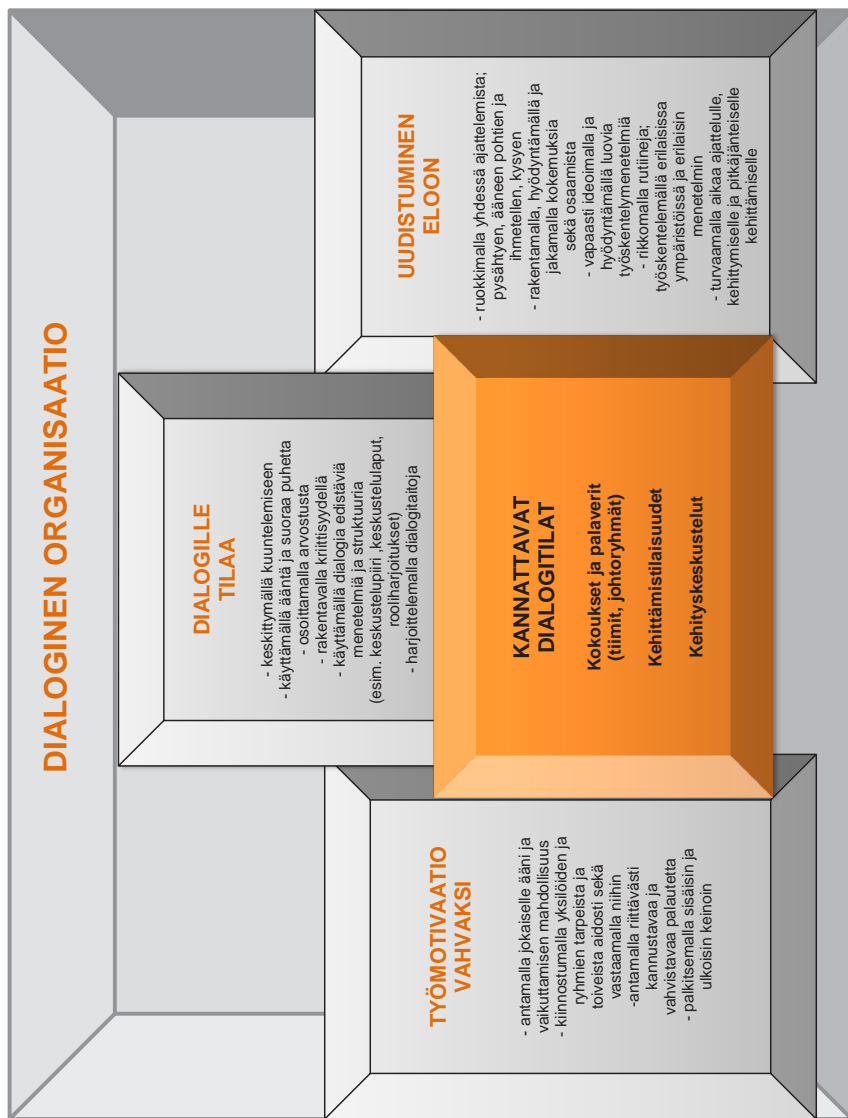 DIALOGINEN ORGANISAATIO
TYÖMOTIVAATIO
VAHVAKSI
- antamalla jokaiselle ääni ja
vaikuttamisen mahdollisuus
- kiinnostumalla yksilöiden ja
ryhmien tarpeista ja
toiveista aidosti sekä
vastaamalla niihin
-antamalla riittävästi
kannustavaa ja
vahvistavaa palautetta
- palkitsemalla sisäisin ja
ulkoisin keinoin
DIALOGILLE
TILAA
- keskittymällä kuuntelemiseen
- käyttämällä ääntä ja suoraa puhetta
- osoittamalla arvostusta
- rakentavalla kriittisyydellä
- käyttämällä dialogia edistäviä
menetelmiä ja struktuuria
(esim. keskustelupiiri ,keskustelulaput,
rooliharjoitukset)
- harjoittelemalla dialogitaitoja
KANNATTAVAT
DIALOGITILAT
Kokoukset ja palaverit
(tiimit, johtoryhmät)
Kehittämistilaisuudet
Kehityskeskustelut
UUDISTUMINEN
ELOON
- ruokkimalla yhdessä ajattelemista;
pysähtyen, ääneen pohtien ja
ihmetellen, kysyen
- rakentamalla, hyödyntämällä ja
jakamalla kokemuksia
sekä osaamista
- vapaasti ideoimalla ja
hyödyntämällä luovia
työskentelymenetelmiä
- rikkomalla rutiineja;
työskentelemällä erilaisissa
ympäristöissä ja erilaisin
menetelmin
- turvaamalla aikaa ajattelulle,
kehittymiselle ja pitkäjänteiselle
kehittämiselle